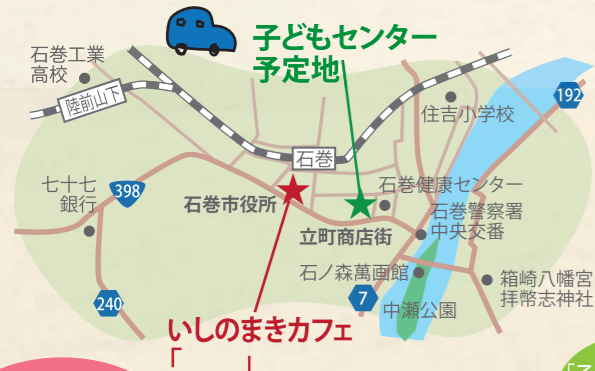 子どもセンター
予定地
石巻工業
高校
陸前山下
192
住吉小学校
石巻
七十七
銀行
398
石巻市役所
石巻健康センター
石巻警察署
中央交番
立町商店街
石ノ森萬画館
箱崎八幡宮
拝幣志神社
240
7
中瀬公園
いしのまきカフェ
「